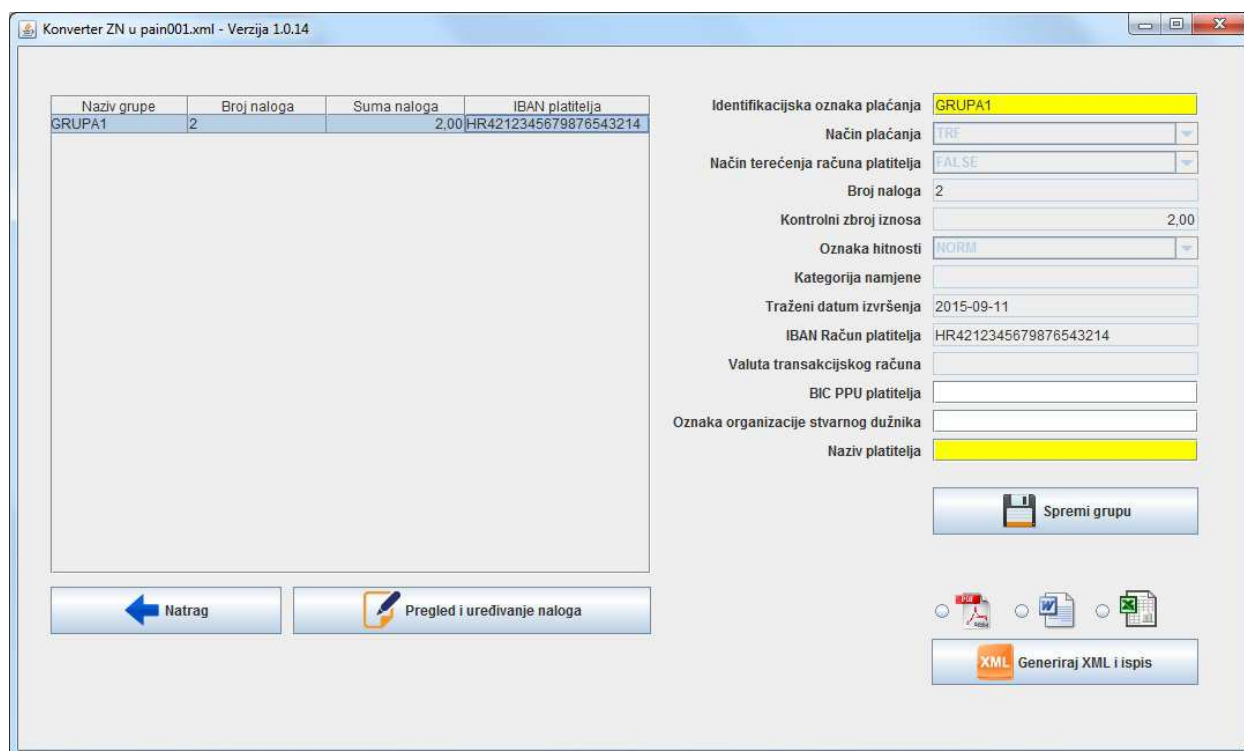 Konverter ZN u pain001.xml - Verzija 1.0.14
Naziv grupe Broj naloga Suma naloga IBAN platitelja
GRUPA1 2 2,00 HR4212345679876543214
Identifikacijska oznaka plaćanja GRUPA1
Način plaćanja TRF
Način terećenja računa platitelja FALSE
Broj naloga 2
Kontrolni zbroj iznosa 2,00
Oznaka hitnosti NORM
Kategorija namjene
Traženi datum izvršenja 2015-09-11
IBAN Račun platitelja HR4212345679876543214
Valuta transakcijskog računa
BIC PPU platitelja
Oznaka organizacije stvarnog dužnika
Naziv platitelja
Spremi grupu
Natrag
Pregled i uređivanje naloga
PDF
W
X
XML Generiraj XML i ispis